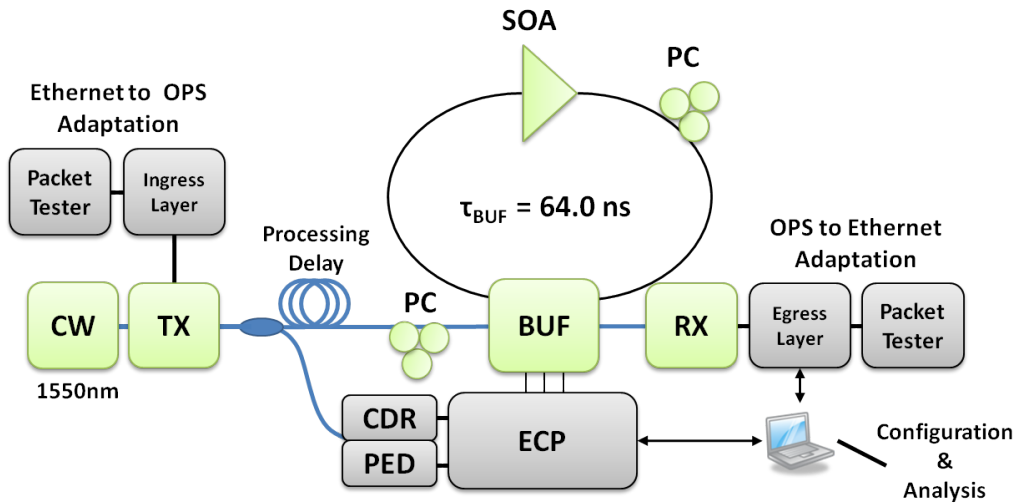 SOA
PC
Ethernet to OPS
Adaptation
Packet
Tester
Ingress
Layer
τBUF = 64.0 ns
Processing
Delay
OPS to Ethernet
Adaptation
PC
CW
TX
BUF
RX
Egress
Layer
Packet
Tester
1550nm
CDR
PED
ECP
Configuration
&
Analysis